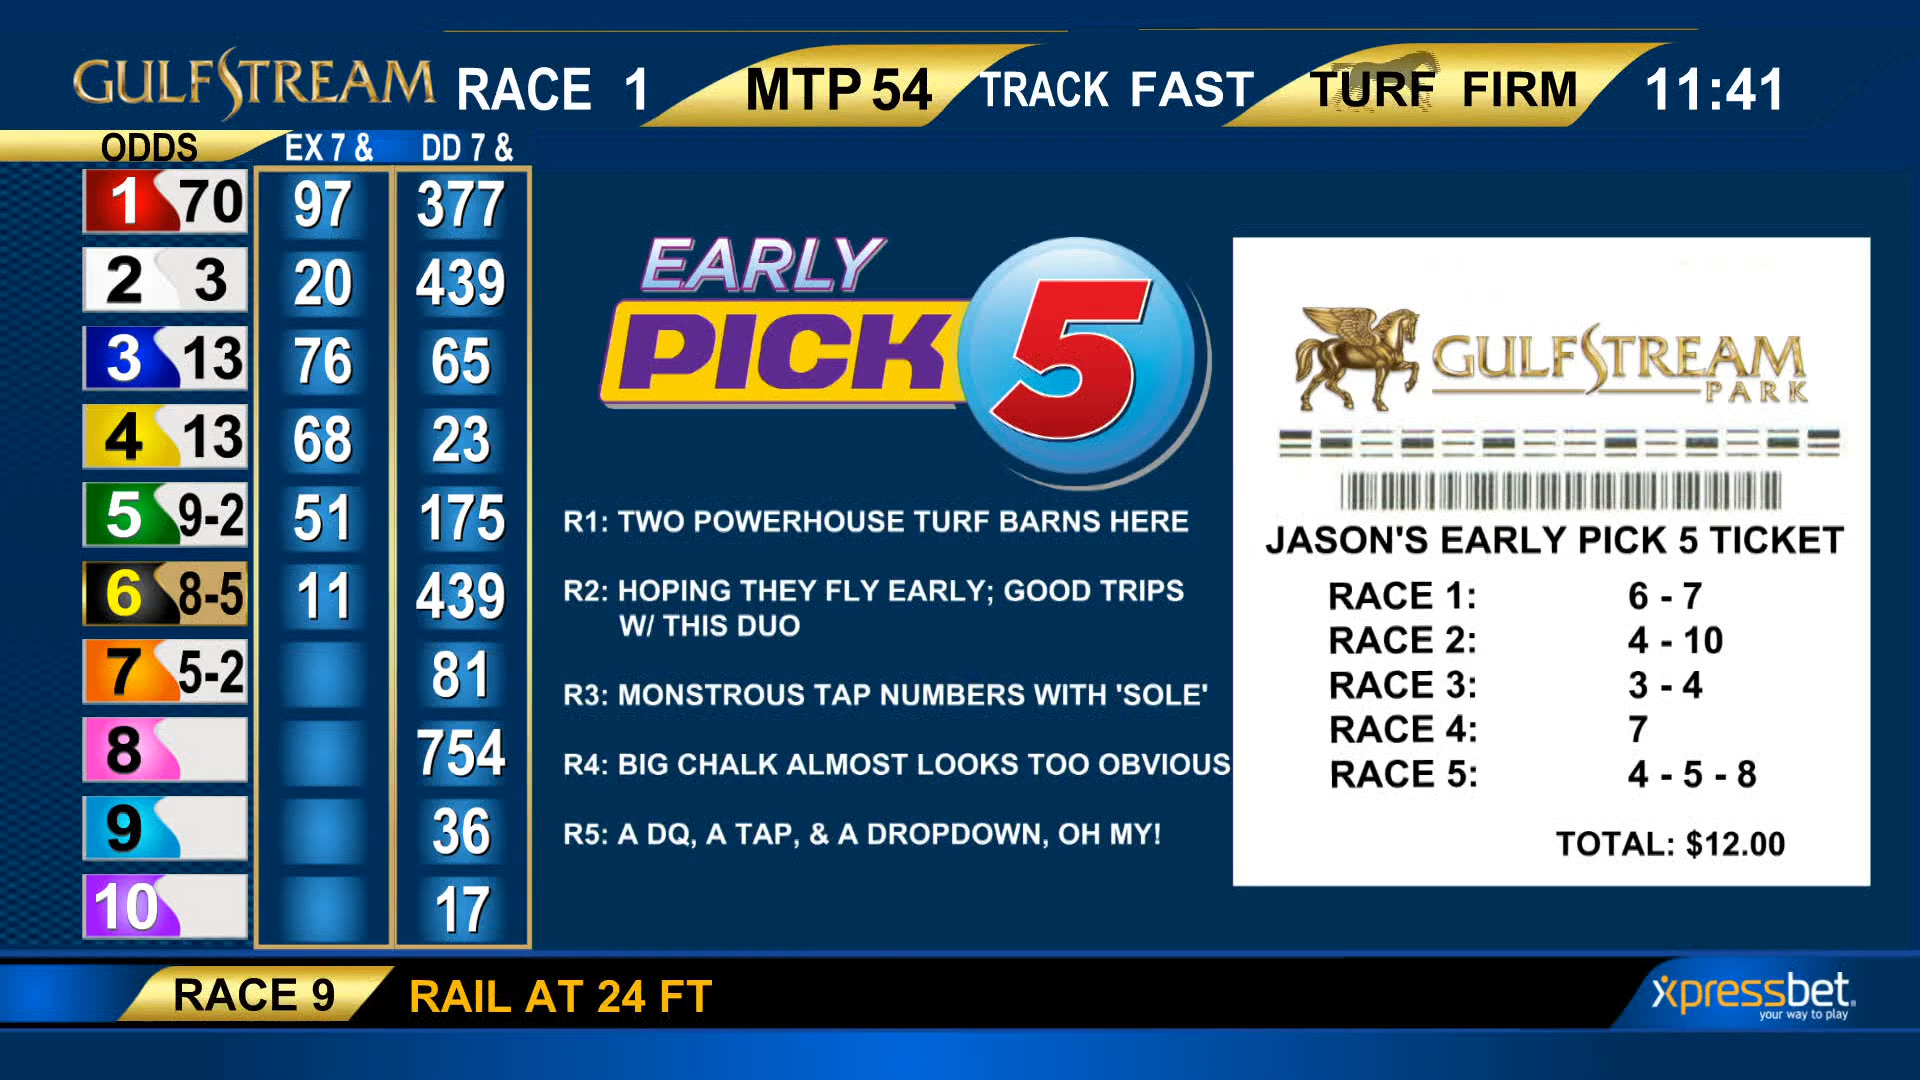 GULFSTREAM RACE 1 MTP 54 TRACK FAST TURF FIRM 11:41
ODDS EX 7 & DD 7 &
1 70 97 377
2 3 20 439
3 13 76 65
4 13 68 23
5 9-2 51 175
6 8-5 11 439
7 5-2 81
8 754
9 36
10 17
EARLY
PICK 5
R1: TWO POWERHOUSE TURF BARNS HERE
R2: HOPING THEY FLY EARLY; GOOD TRIPS
W/ THIS DUO
R3: MONSTROUS TAP NUMBERS WITH 'SOLE'
R4: BIG CHALK ALMOST LOOKS TOO OBVIOUS
R5: A DQ, A TAP, & A DROPDOWN, OH MY!
GULFSTREAM
PARK
JASON'S EARLY PICK 5 TICKET
RACE 1: 6 - 7
RACE 2: 4 - 10
RACE 3: 3 - 4
RACE 4: 7
RACE 5: 4 - 5 - 8
TOTAL: $12.00
RACE 9 RAIL AT 24 FT
xpressbet.
your way to play